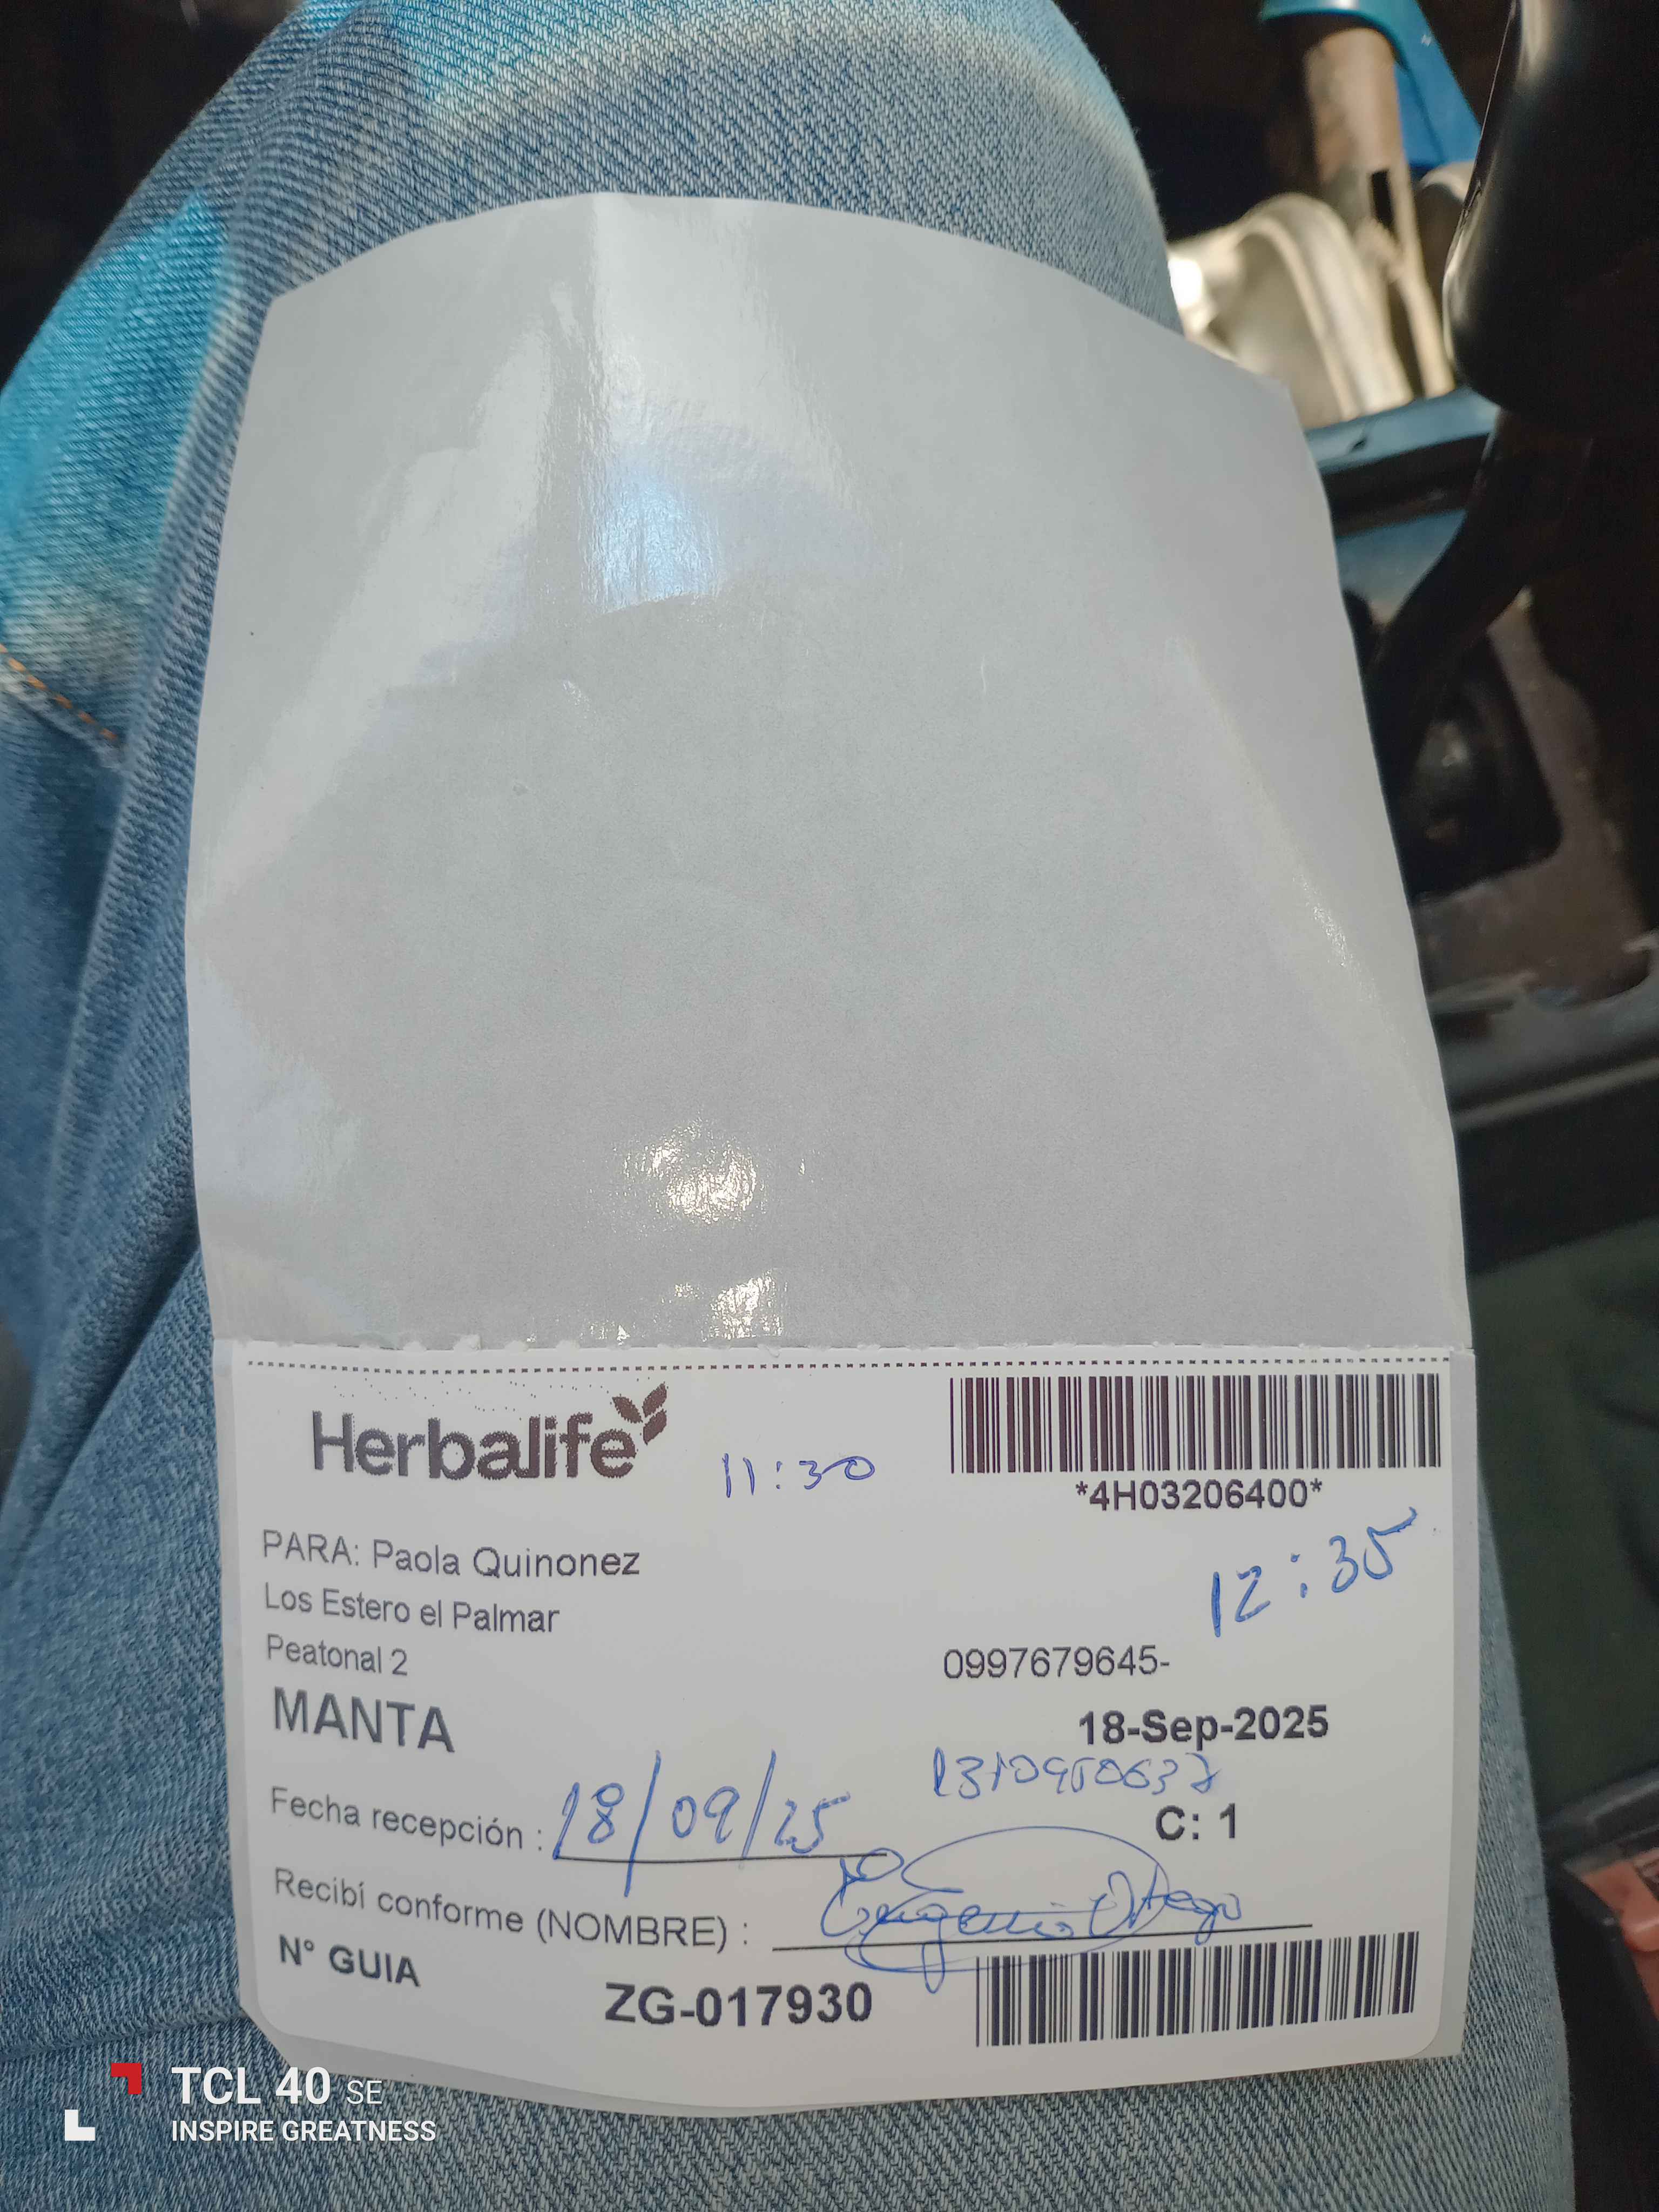 Herbalife
11:30
*4H03206400*
12:35
PARA: Paola Quinonez
Los Estero el Palmar
Peatonal 2
0997679645-
MANTA
18-Sep-2025
Fecha recepción : 18/09/25
C: 1
Recibí conforme (NOMBRE) :
N° GUIA
ZG-017930
TCL 40 SE
INSPIRE GREATNESS